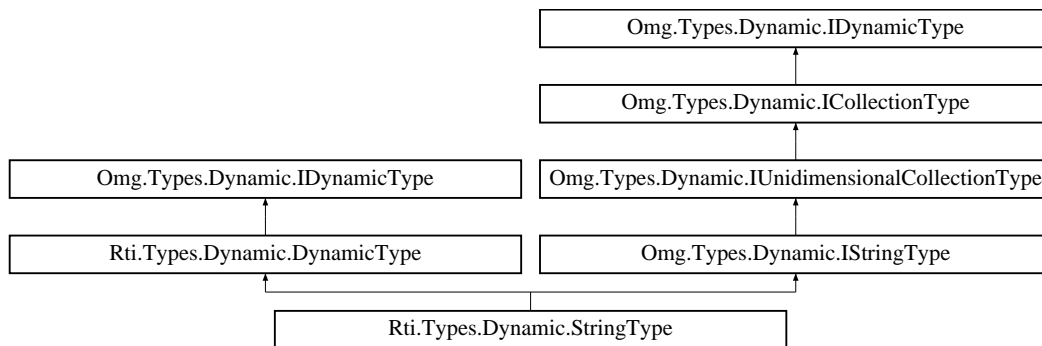 Omg.Types.Dynamic.IDynamicType
Omg.Types.Dynamic.ICollectionType
Omg.Types.Dynamic.IDynamicType
Omg.Types.Dynamic.IUnidimensionalCollectionType
Rti.Types.Dynamic.DynamicType
Omg.Types.Dynamic.IStringType
Rti.Types.Dynamic.StringType